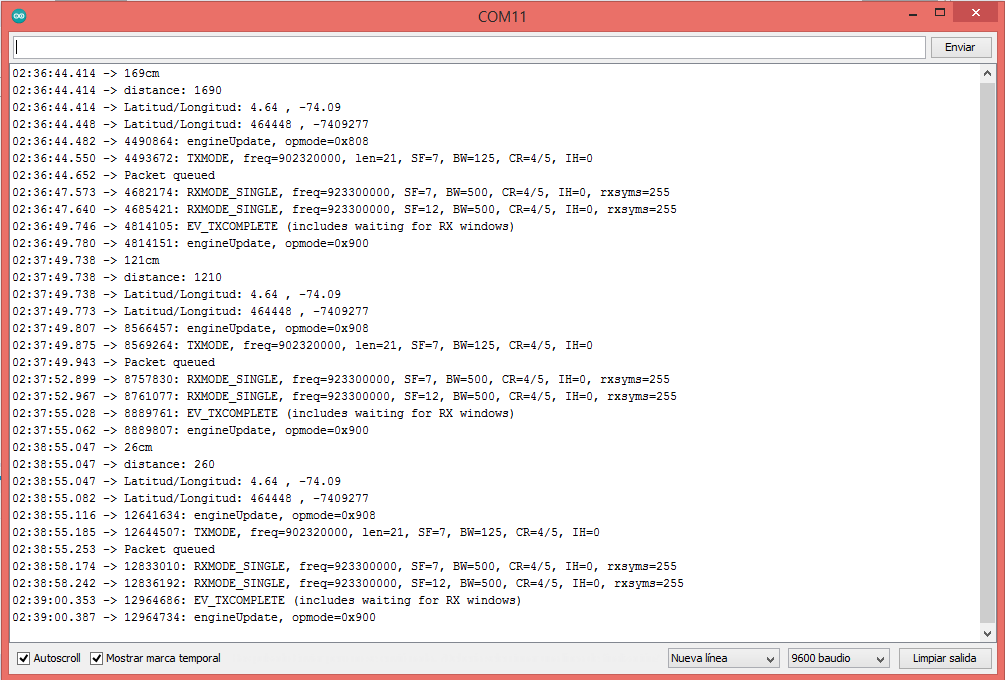 COM11
Enviar
02:36:44.414 -> 169cm
02:36:44.414 -> distance: 1690
02:36:44.414 -> Latitud/Longitud: 4.64 , -74.09
02:36:44.448 -> Latitud/Longitud: 464448 , -7409277
02:36:44.482 -> 4490864: engineUpdate, opmode=0x808
02:36:44.550 -> 4493672: TXMODE, freq=902320000, len=21, SF=7, BW=125, CR=4/5, IH=0
02:36:44.652 -> Packet queued
02:36:47.573 -> 4682174: RXMODE_SINGLE, freq=923300000, SF=7, BW=500, CR=4/5, IH=0, rxsyms=255
02:36:47.640 -> 4685421: RXMODE_SINGLE, freq=923300000, SF=12, BW=500, CR=4/5, IH=0, rxsyms=255
02:36:49.746 -> 4814105: EV_TXCOMPLETE (includes waiting for RX windows)
02:36:49.780 -> 4814151: engineUpdate, opmode=0x900
02:37:49.738 -> 121cm
02:37:49.738 -> distance: 1210
02:37:49.738 -> Latitud/Longitud: 4.64 , -74.09
02:37:49.773 -> Latitud/Longitud: 464448 , -7409277
02:37:49.807 -> 8566457: engineUpdate, opmode=0x908
02:37:49.875 -> 8569264: TXMODE, freq=902320000, len=21, SF=7, BW=125, CR=4/5, IH=0
02:37:49.943 -> Packet queued
02:37:52.899 -> 8757830: RXMODE_SINGLE, freq=923300000, SF=7, BW=500, CR=4/5, IH=0, rxsyms=255
02:37:52.967 -> 8761077: RXMODE_SINGLE, freq=923300000, SF=12, BW=500, CR=4/5, IH=0, rxsyms=255
02:37:55.028 -> 8889761: EV_TXCOMPLETE (includes waiting for RX windows)
02:37:55.062 -> 8889807: engineUpdate, opmode=0x900
02:38:55.047 -> 26cm
02:38:55.047 -> distance: 260
02:38:55.047 -> Latitud/Longitud: 4.64 , -74.09
02:38:55.082 -> Latitud/Longitud: 464448 , -7409277
02:38:55.116 -> 12641634: engineUpdate, opmode=0x908
02:38:55.185 -> 12644507: TXMODE, freq=902320000, len=21, SF=7, BW=125, CR=4/5, IH=0
02:38:55.253 -> Packet queued
02:38:58.174 -> 12833010: RXMODE_SINGLE, freq=923300000, SF=7, BW=500, CR=4/5, IH=0, rxsyms=255
02:38:58.242 -> 12836192: RXMODE_SINGLE, freq=923300000, SF=12, BW=500, CR=4/5, IH=0, rxsyms=255
02:39:00.353 -> 12964686: EV_TXCOMPLETE (includes waiting for RX windows)
02:39:00.387 -> 12964734: engineUpdate, opmode=0x900
Autoscroll Mostrar marca temporal Nueva línea 9600 baudio Limpiar salida